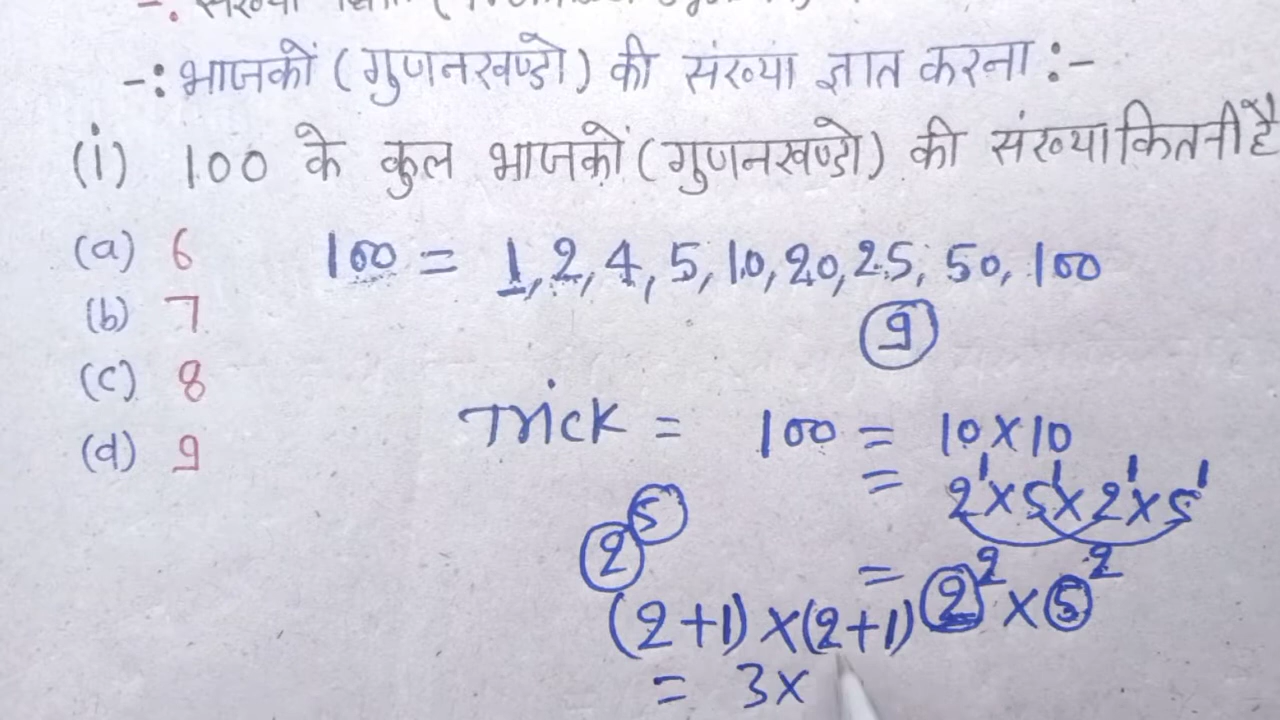 -: संख्या
-: भाजकों (गुणनखण्डो) की संख्या ज्ञात करना :-
(i) 100 के कुल भाजकों (गुणनखण्डो) की संख्या कितनी है
(a) 6 100 = 1, 2, 4, 5, 10, 20, 25, 50, 100
(b) 7 9
(c) 8
Trick = 100 = 10 x 10
(d) 9
= 2¹ x 5¹ x 2¹ x 5¹
2⁵
= 2² x 5²
(2+1) x (2+1)
= 3 x